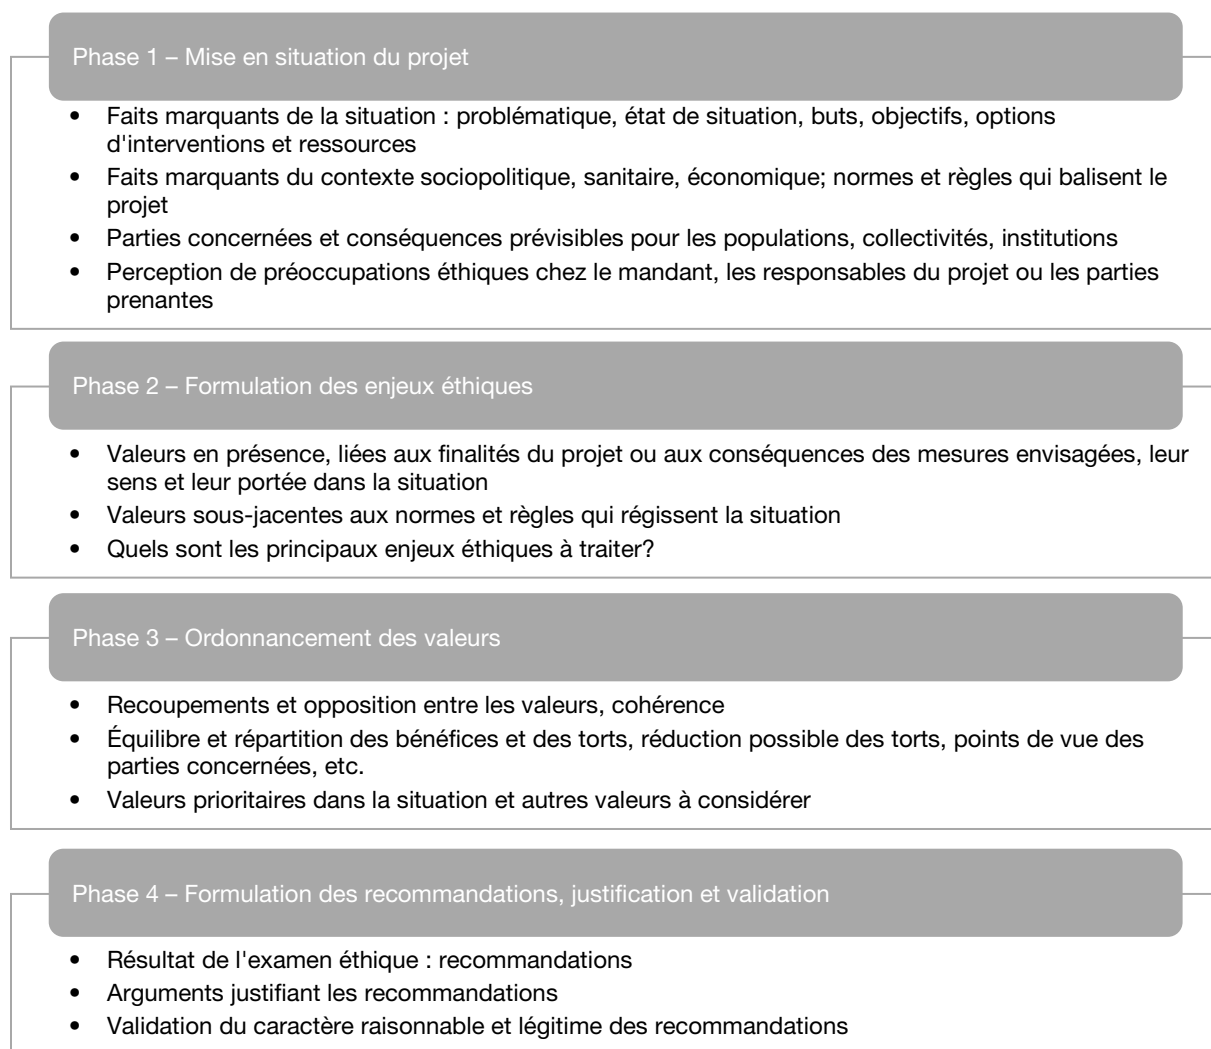 Phase 1 – Mise en situation du projet
• Faits marquants de la situation : problématique, état de situation, buts, objectifs, options
d'interventions et ressources
• Faits marquants du contexte sociopolitique, sanitaire, économique; normes et règles qui balisent le
projet
• Parties concernées et conséquences prévisibles pour les populations, collectivités, institutions
• Perception de préoccupations éthiques chez le mandant, les responsables du projet ou les parties
prenantes
Phase 2 – Formulation des enjeux éthiques
• Valeurs en présence, liées aux finalités du projet ou aux conséquences des mesures envisagées, leur
sens et leur portée dans la situation
• Valeurs sous-jacentes aux normes et règles qui régissent la situation
• Quels sont les principaux enjeux éthiques à traiter?
Phase 3 – Ordonnancement des valeurs
• Recoupements et opposition entre les valeurs, cohérence
• Équilibre et répartition des bénéfices et des torts, réduction possible des torts, points de vue des
parties concernées, etc.
• Valeurs prioritaires dans la situation et autres valeurs à considérer
Phase 4 – Formulation des recommandations, justification et validation
• Résultat de l'examen éthique : recommandations
• Arguments justifiant les recommandations
• Validation du caractère raisonnable et légitime des recommandations